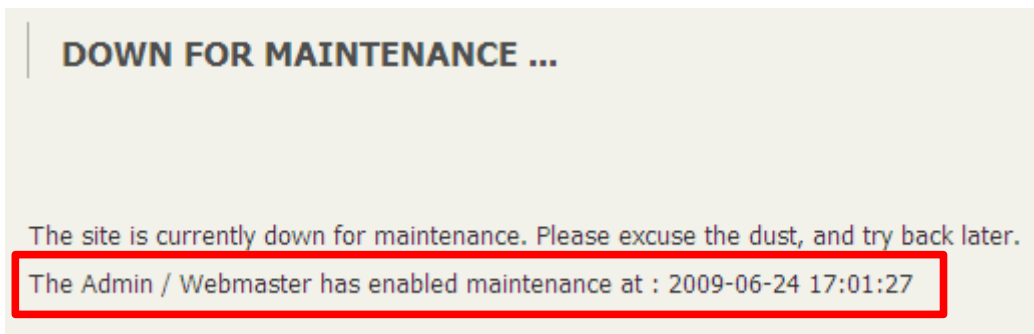 DOWN FOR MAINTENANCE ...
The site is currently down for maintenance. Please excuse the dust, and try back later.
The Admin / Webmaster has enabled maintenance at : 2009-06-24 17:01:27